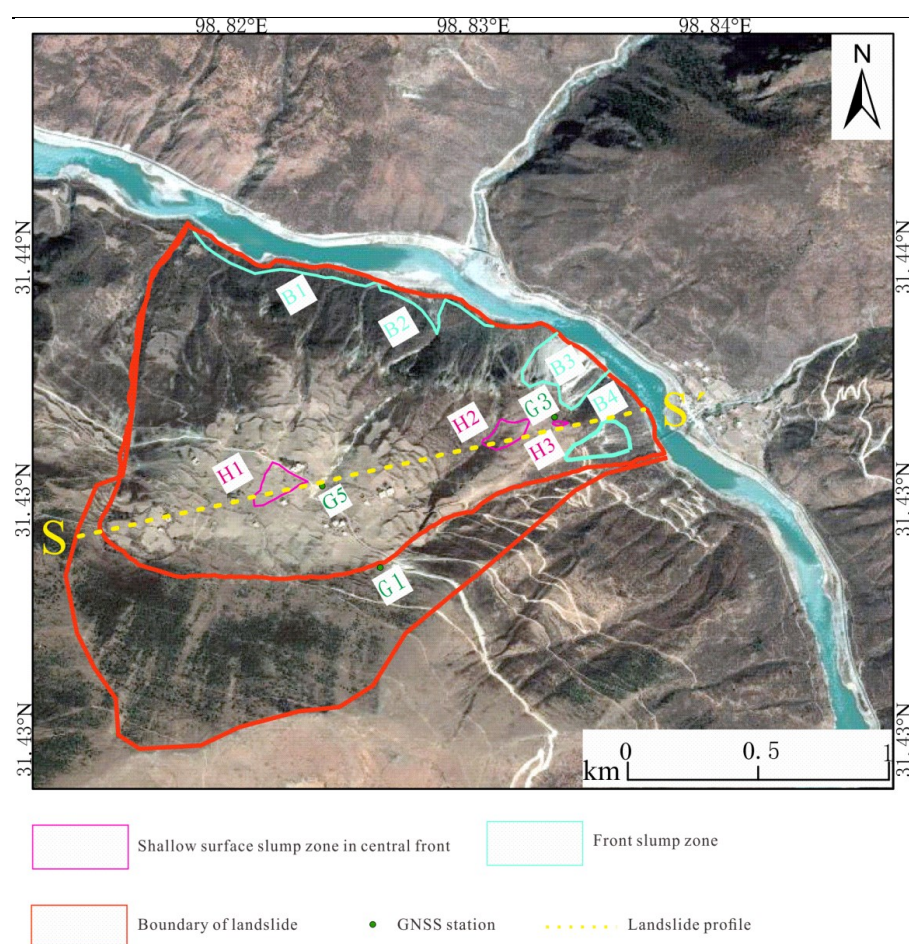 98.82°E 98.83°E 98.84°E
N
31.44°N 31.44°N
B1
B2
B3
G3
B4
S′
H2
H3
H1
G5
31.43°N 31.43°N
S
G1
31.43°N 31.43°N
0 0.5 1
km
Shallow surface slump zone in central front
Front slump zone
Boundary of landslide
GNSS station
Landslide profile